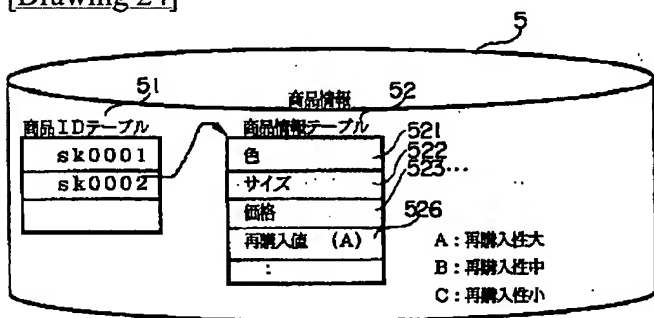 [Drawing 24]
5
商品情報
51
商品IDテーブル
sk0001
sk0002
52
商品情報テーブル
色
サイズ
価格
再購入値 (A)
:
521
522
523…
526
A:再購入性大
B:再購入性中
C:再購入性小